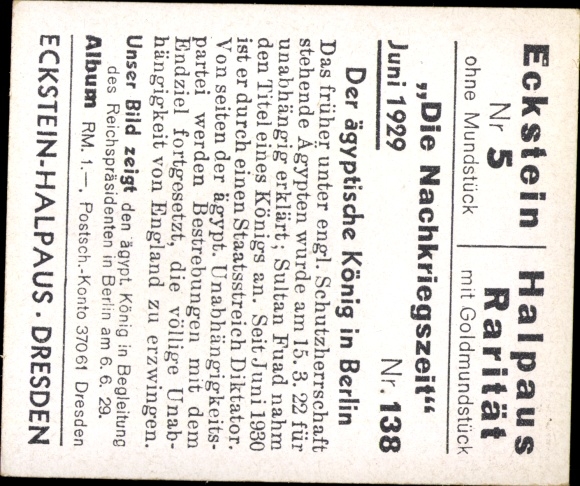 Eckstein | Halpaus
Nr 5 | Rarität
ohne Mundstück | mit Goldmundstück
„Die Nachkriegszeit“
Juni 1929 Nr. 138
Der ägyptische König in Berlin
Das früher unter engl. Schutzherrschaft
stehende Ägypten wurde am 15. 3. 22 für
unabhängig erklärt; Sultan Fuad nahm
den Titel eines Königs an. Seit Juni 1930
ist er durch einen Staatsstreich Diktator.
Von seiten der ägypt. Unabhängigkeits-
partei werden Bestrebungen mit dem
Endziel fortgesetzt, die völlige Unab-
hängigkeit von England zu erzwingen.
Unser Bild zeigt den ägypt. König in Begleitung
des Reichspräsidenten in Berlin am 6. 6. 29.
Album RM. 1.—, Postsch.-Konto 37061 Dresden
ECKSTEIN-HALPAUS · DRESDEN